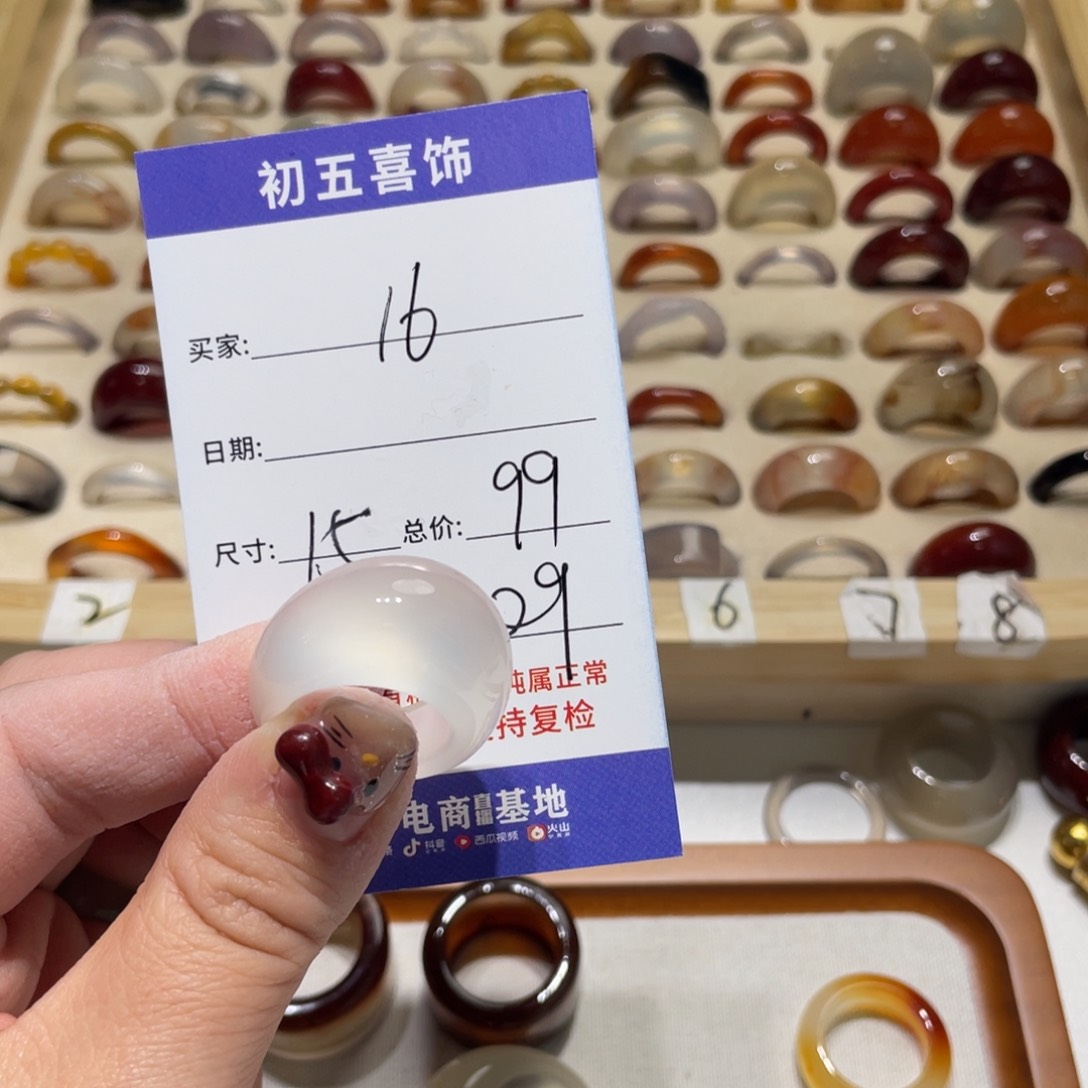 初五喜饰
买家: 16
日期:
尺寸: 15 总价: 99
29
纯属正常
持复检
电商直播基地
抖音 西瓜视频 火山
2 6 7 8